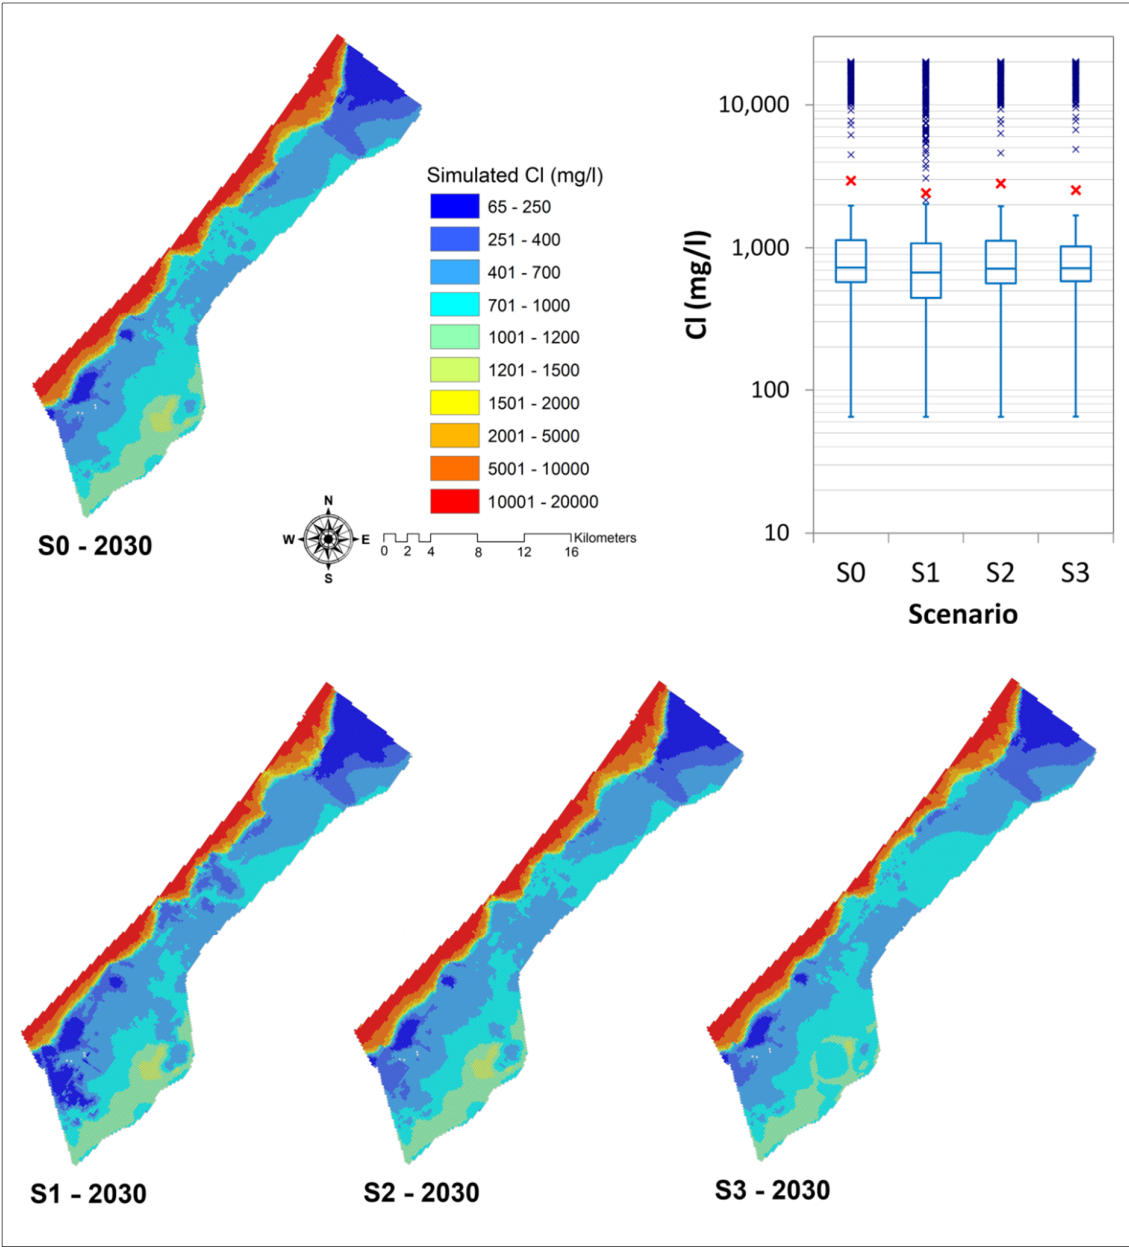 Simulated Cl (mg/l)
65 - 250
251 - 400
401 - 700
701 - 1000
1001 - 1200
1201 - 1500
1501 - 2000
2001 - 5000
5001 - 10000
10001 - 20000
N
W
E
S
Kilometers
0 2 4 8 12 16
S0 - 2030
10,000
1,000
100
10
Cl (mg/l)
S0 S1 S2 S3
Scenario
S1 - 2030
S2 - 2030
S3 - 2030